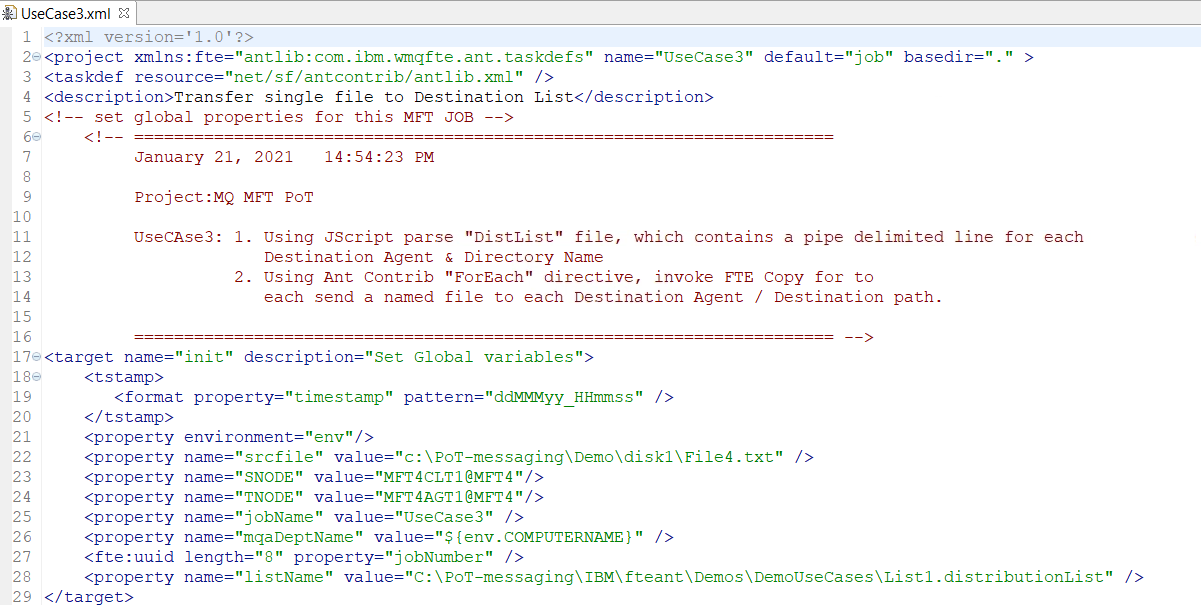 UseCase3.xml
1 <?xml version='1.0'?>
2 <project xmlns:fte="antlib:com.ibm.wmqfte.ant.taskdefs" name="UseCase3" default="job" basedir="." >
3 <taskdef resource="net/sf/antcontrib/antlib.xml" />
4 <description>Transfer single file to Destination List</description>
5 <!-- set global properties for this MFT JOB -->
6 <!-- ======================================================================
7 January 21, 2021   14:54:23 PM
8
9 Project:MQ MFT PoT
10
11 UseCAse3: 1. Using JScript parse "DistList" file, which contains a pipe delimited line for each
12 Destination Agent & Directory Name
13 2. Using Ant Contrib "ForEach" directive, invoke FTE Copy for to
14 each send a named file to each Destination Agent / Destination path.
15
16 ====================================================================== -->
17 <target name="init" description="Set Global variables">
18 <tstamp>
19 <format property="timestamp" pattern="ddMMMyy_HHmmss" />
20 </tstamp>
21 <property environment="env"/>
22 <property name="srcfile" value="c:\PoT-messaging\Demo\disk1\File4.txt" />
23 <property name="SNODE" value="MFT4CLT1@MFT4"/>
24 <property name="TNODE" value="MFT4AGT1@MFT4"/>
25 <property name="jobName" value="UseCase3" />
26 <property name="mqaDeptName" value="${env.COMPUTERNAME}" />
27 <fte:uuid length="8" property="jobNumber" />
28 <property name="listName" value="C:\PoT-messaging\IBM\fteant\Demos\DemoUseCases\List1.distributionList" />
29 </target>